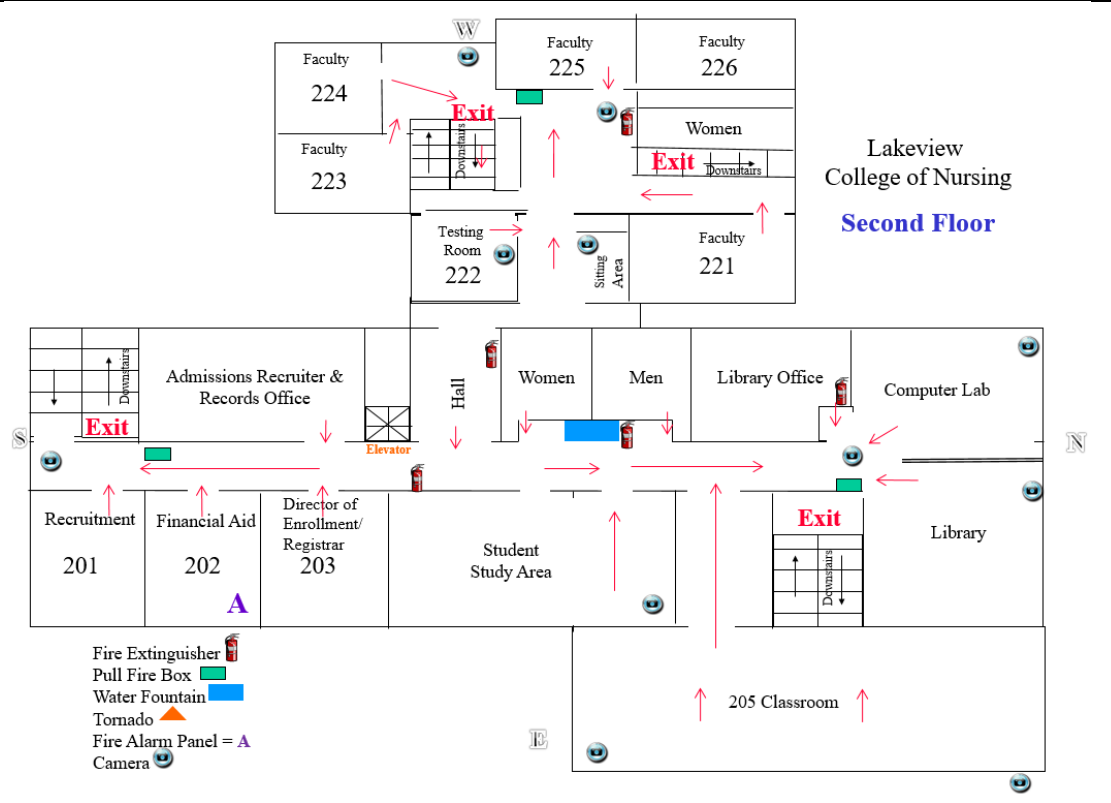 W
Faculty
225
Faculty
226
Faculty
224
Exit
Downstairs
Women
Exit
Downstairs
Faculty
223
Lakeview
College of Nursing
Second Floor
Testing
Room
222
Sitting
Area
Faculty
221
Downstairs
Admissions Recruiter &
Records Office
Hall
Women
Men
Library Office
Computer Lab
Exit
S
Elevator
N
Recruitment
201
Financial Aid
202
Director of
Enrollment/
Registrar
203
Student
Study Area
Exit
Downstairs
Library
A
Fire Extinguisher
Pull Fire Box
Water Fountain
Tornado
Fire Alarm Panel = A
Camera
205 Classroom
E